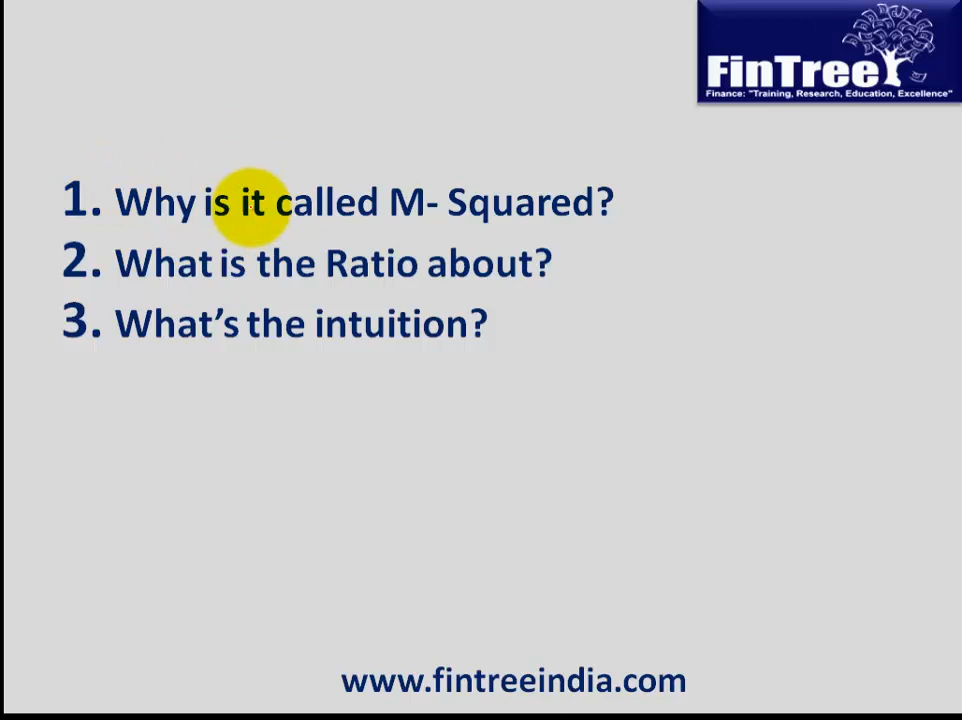 FinTree
Finance: "Training, Research, Education, Excellence"
1. Why is it called M- Squared?
2. What is the Ratio about?
3. What's the intuition?
www.fintreeindia.com